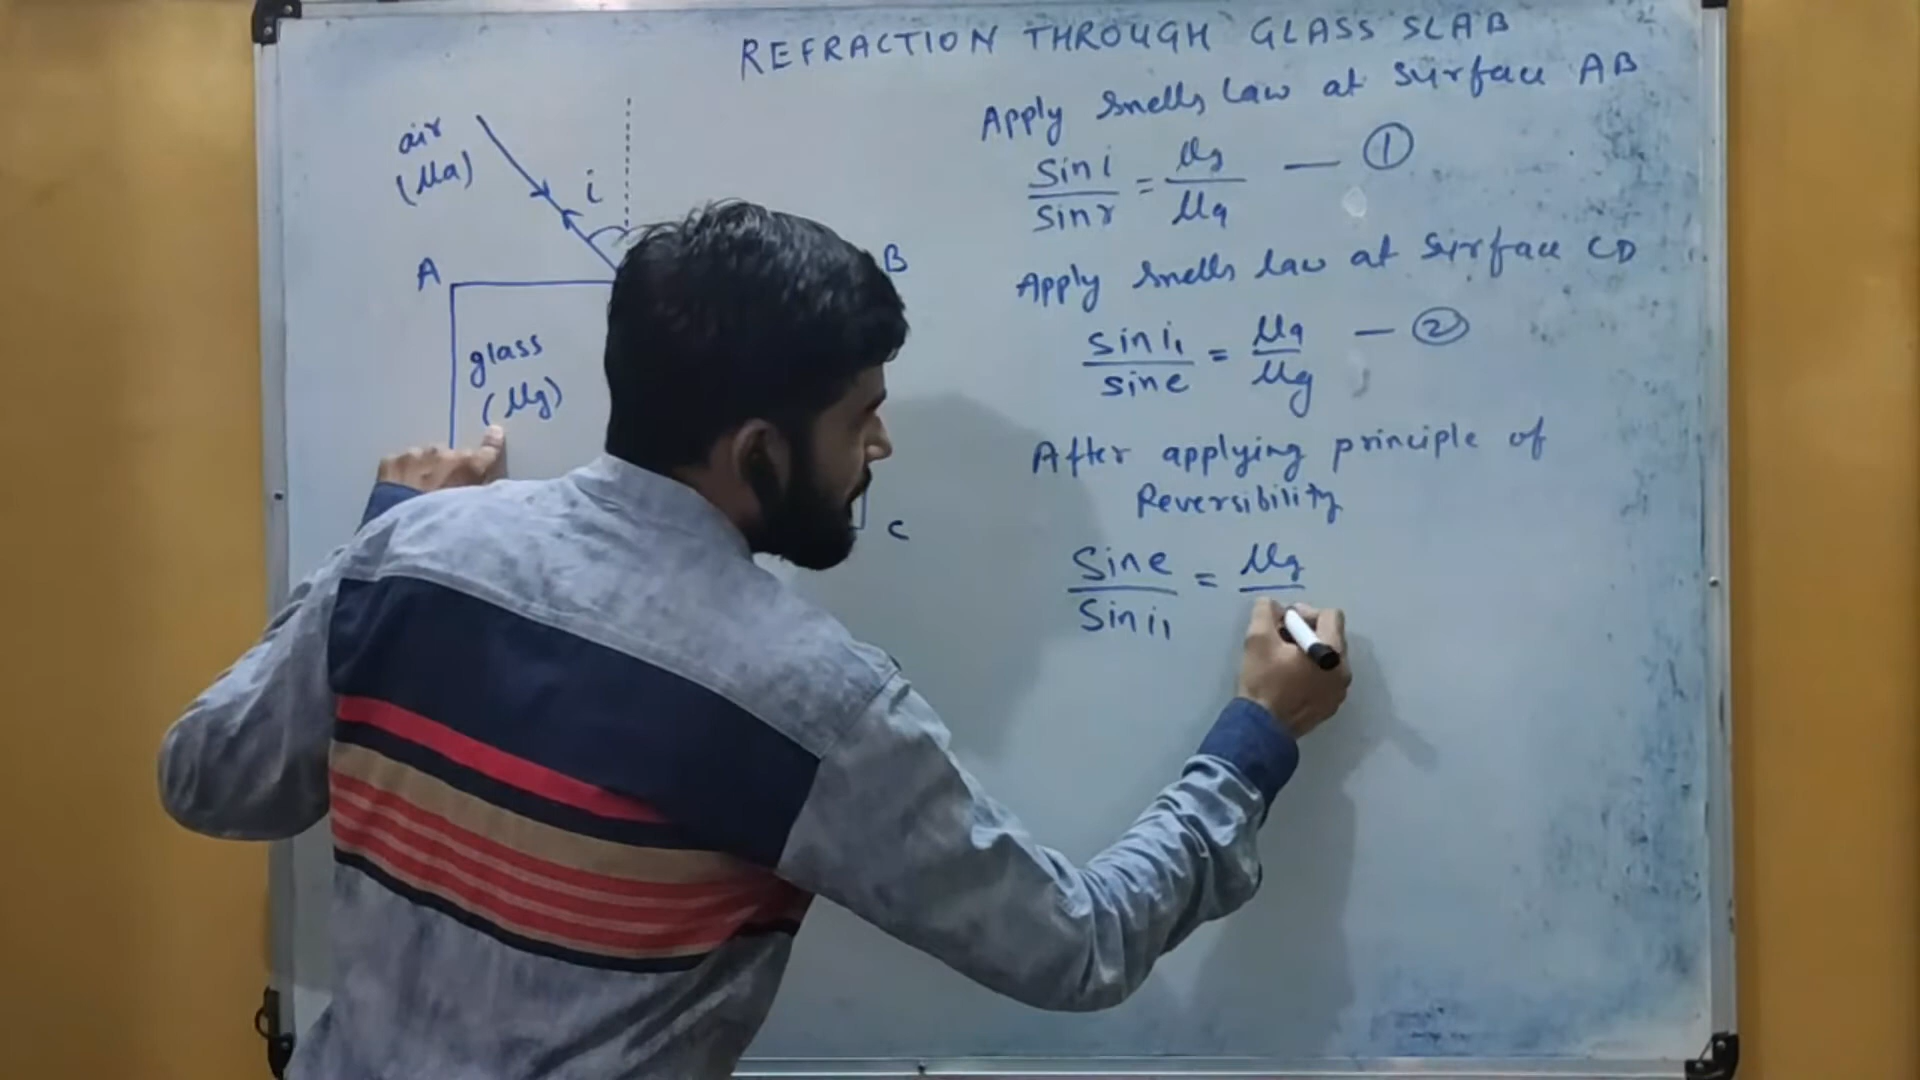 REFRACTION THROUGH GLASS SLAB
Apply Snells Law at Surface AB
Sin i / Sin r = μg / μa — ①
Apply Snells law at Surface CD
Sin i₁ / Sin e = μa / μg — ②
After applying principle of
Reversibility
Sin e / Sin i₁ = μg
air
(μa)
i
A
B
glass
(μg)
C